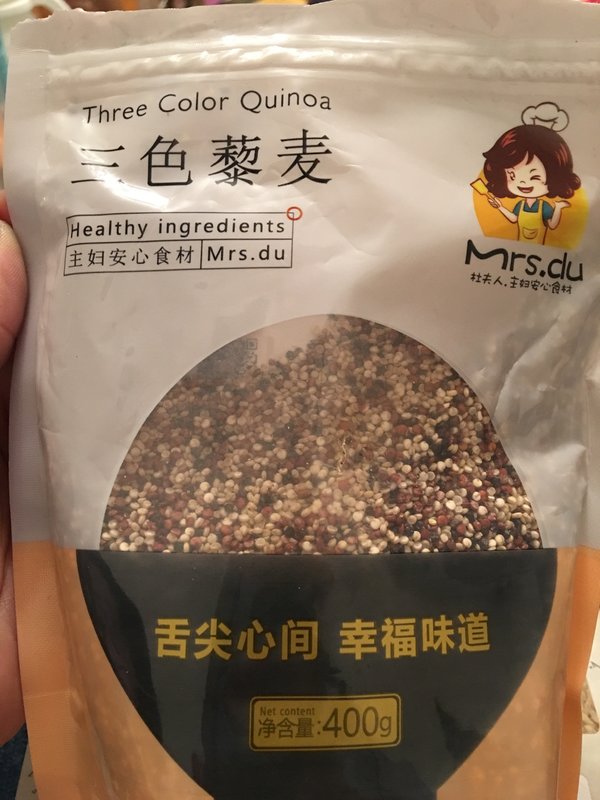 Three Color Quinoa
三色藜麦
Healthy ingredients
主妇安心食材 Mrs.du
Mrs.du
杜夫人.主妇安心食材
舌尖心间 幸福味道
Net content
净含量:400g